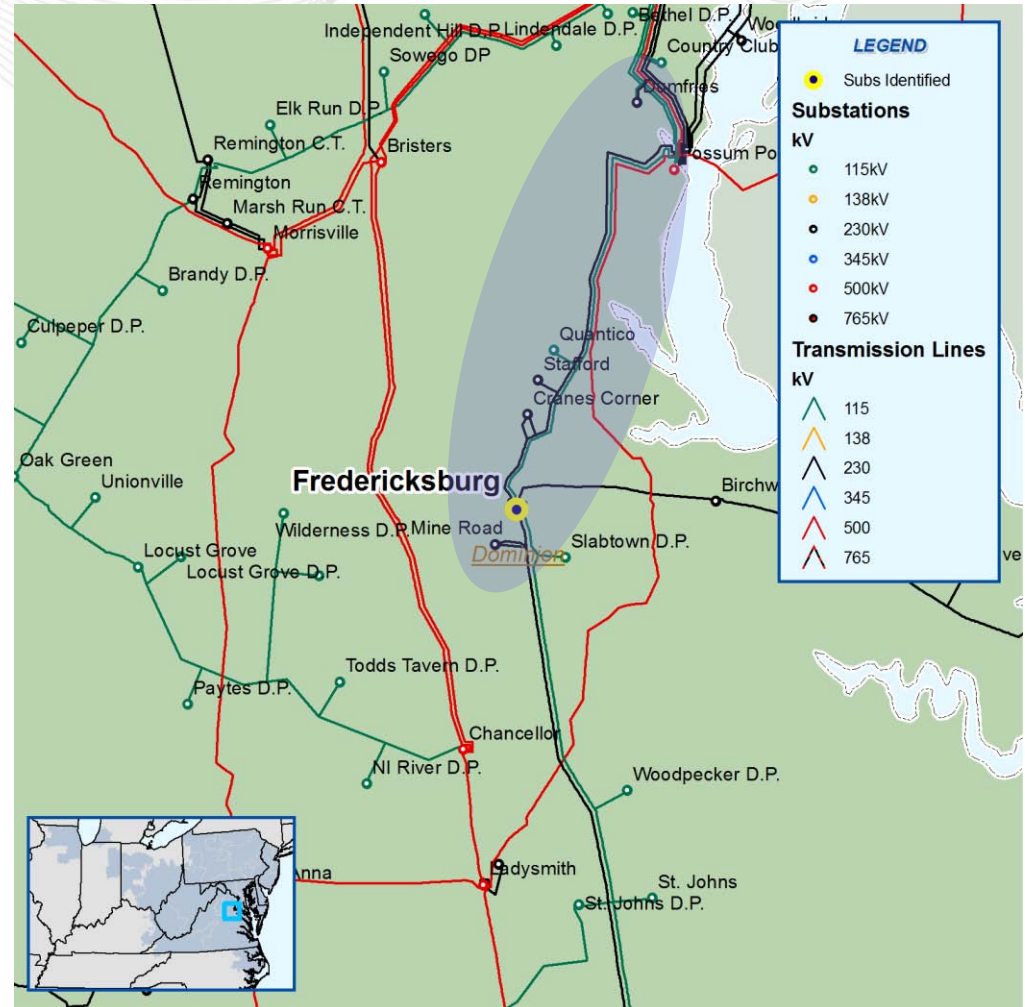 Bethel D.P.
Independent Hill D.P.
Lindendale D.P.
Country Club
Sowego DP
Dumfries
Elk Run D.P.
Remington C.T.
Bristers
Possum Po
Remington
Marsh Run C.T.
Morrisville
Brandy D.P.
Culpeper D.P.
Quantico
Stafford
Cranes Corner
Oak Green
Unionville
Fredericksburg
Birchw
Wilderness D.P.
Mine Road
Slabtown D.P.
Dominion
Locust Grove
Locust Grove D.P.
ve
Todds Tavern D.P.
Paytes D.P.
Chancellor
NI River D.P.
Woodpecker D.P.
Anna
Ladysmith
St. Johns
St. Johns D.P.
LEGEND
Subs Identified
Substations
kV
115kV
138kV
230kV
345kV
500kV
765kV
Transmission Lines
kV
115
138
230
345
500
765